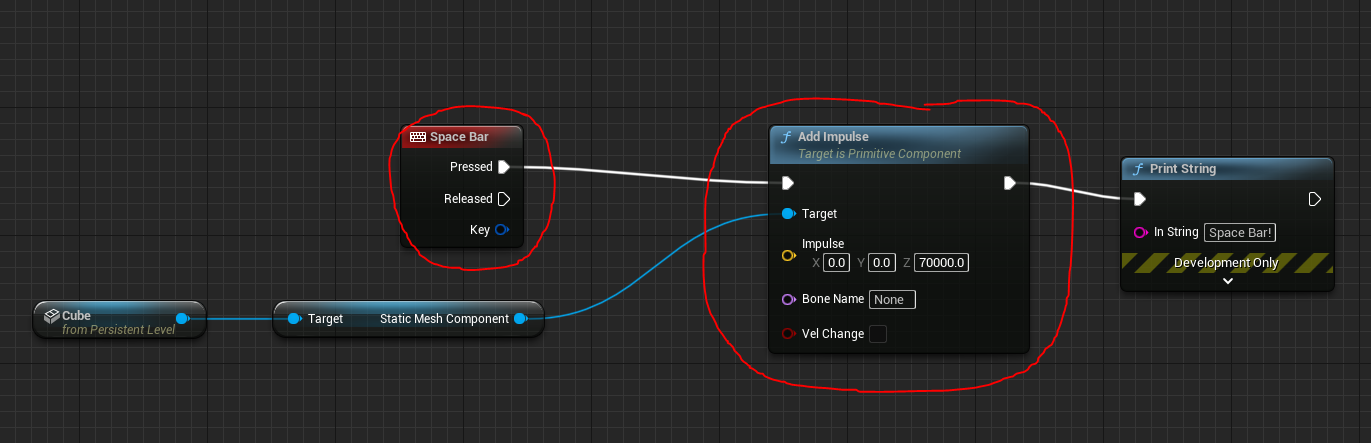 Space Bar
Pressed
Released
Key
Cube
from Persistent Level
Target Static Mesh Component
Add Impulse
Target is Primitive Component
Target
Impulse
X 0.0 Y 0.0 Z 70000.0
Bone Name None
Vel Change
Print String
In String Space Bar!
Development Only